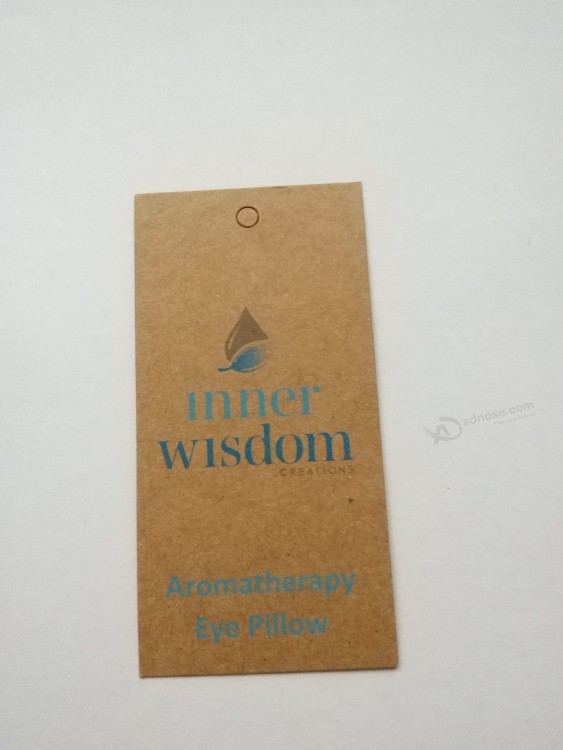 inner
wisdom
CREATIONS
Aromatherapy
Eye Pillow
adnose.com